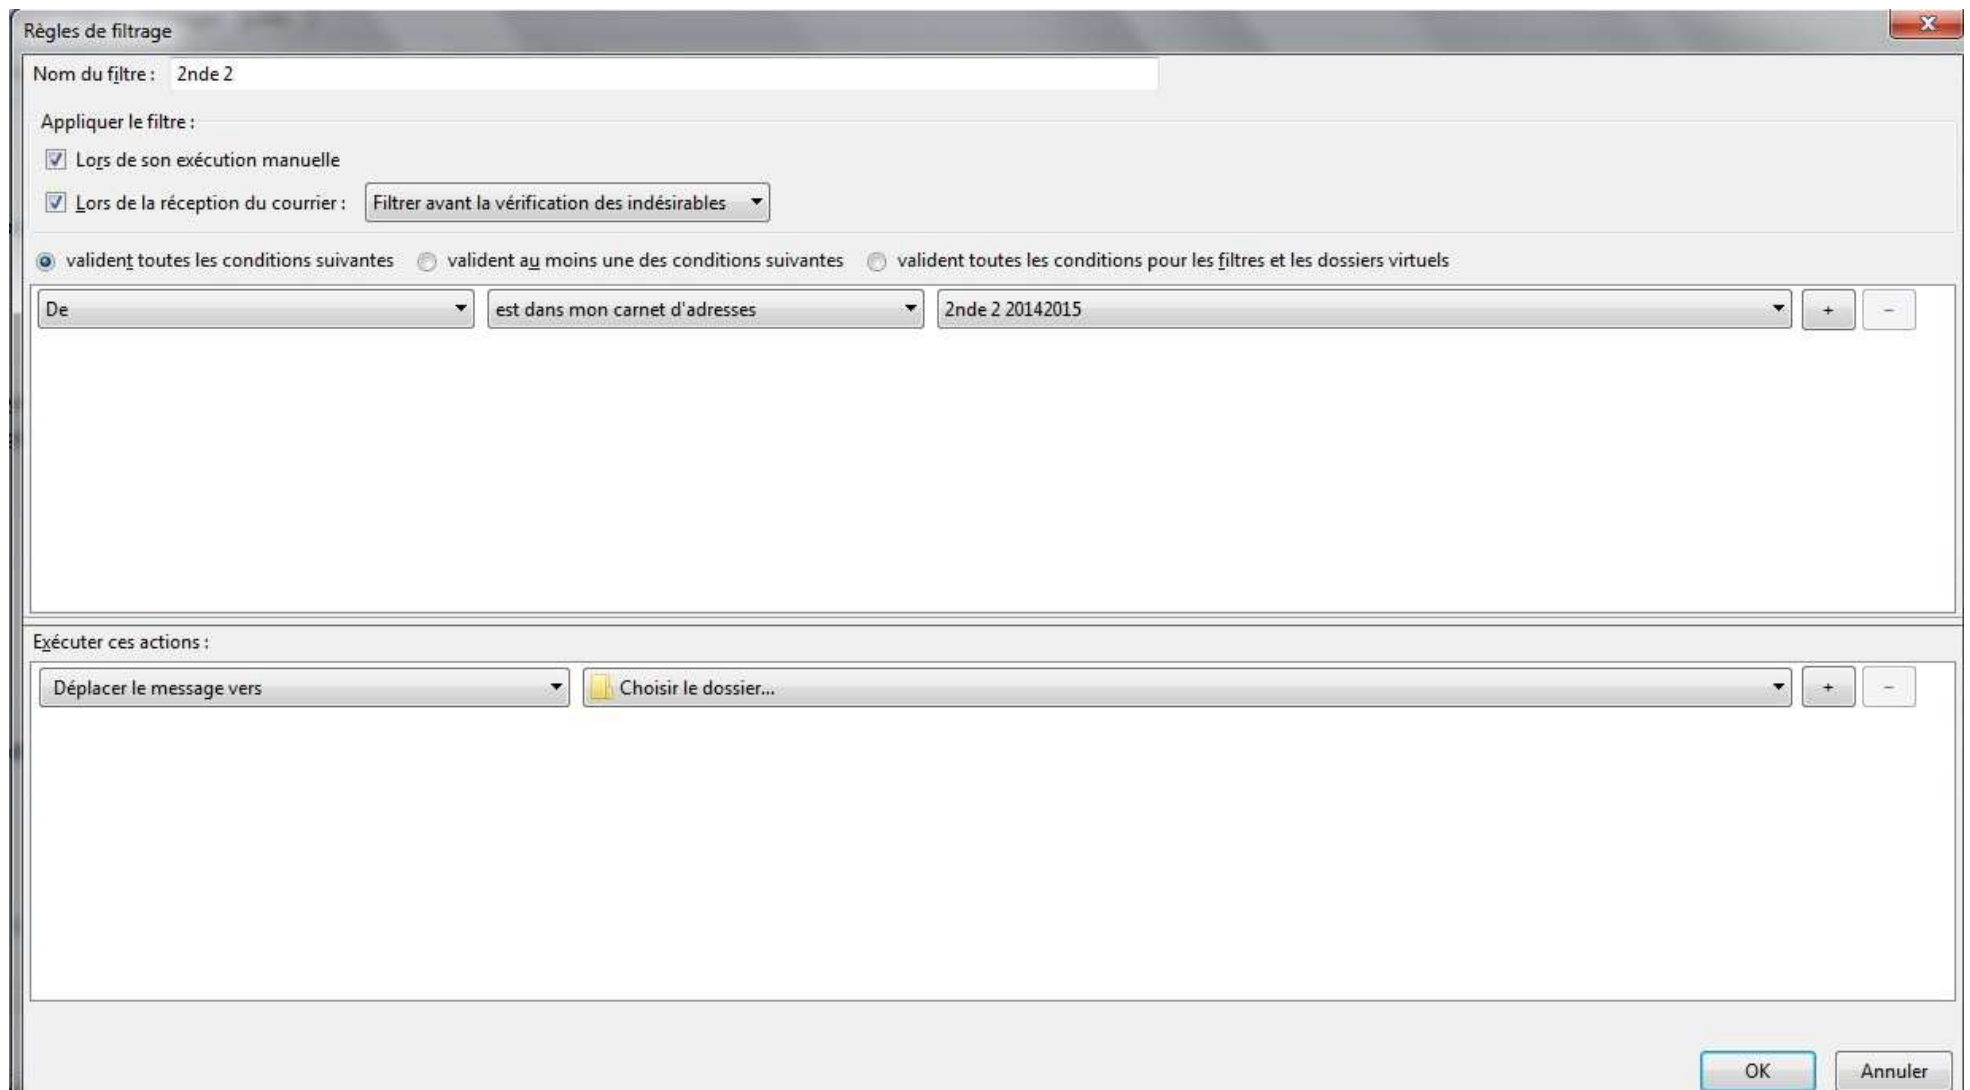 Règles de filtrage
Nom du filtre : 2nde 2
Appliquer le filtre :
Lors de son exécution manuelle
Lors de la réception du courrier : Filtrer avant la vérification des indésirables
valident toutes les conditions suivantes valident au moins une des conditions suivantes valident toutes les conditions pour les filtres et les dossiers virtuels
De est dans mon carnet d'adresses 2nde 2 20142015 + -
Exécuter ces actions :
Déplacer le message vers Choisir le dossier... + -
OK Annuler